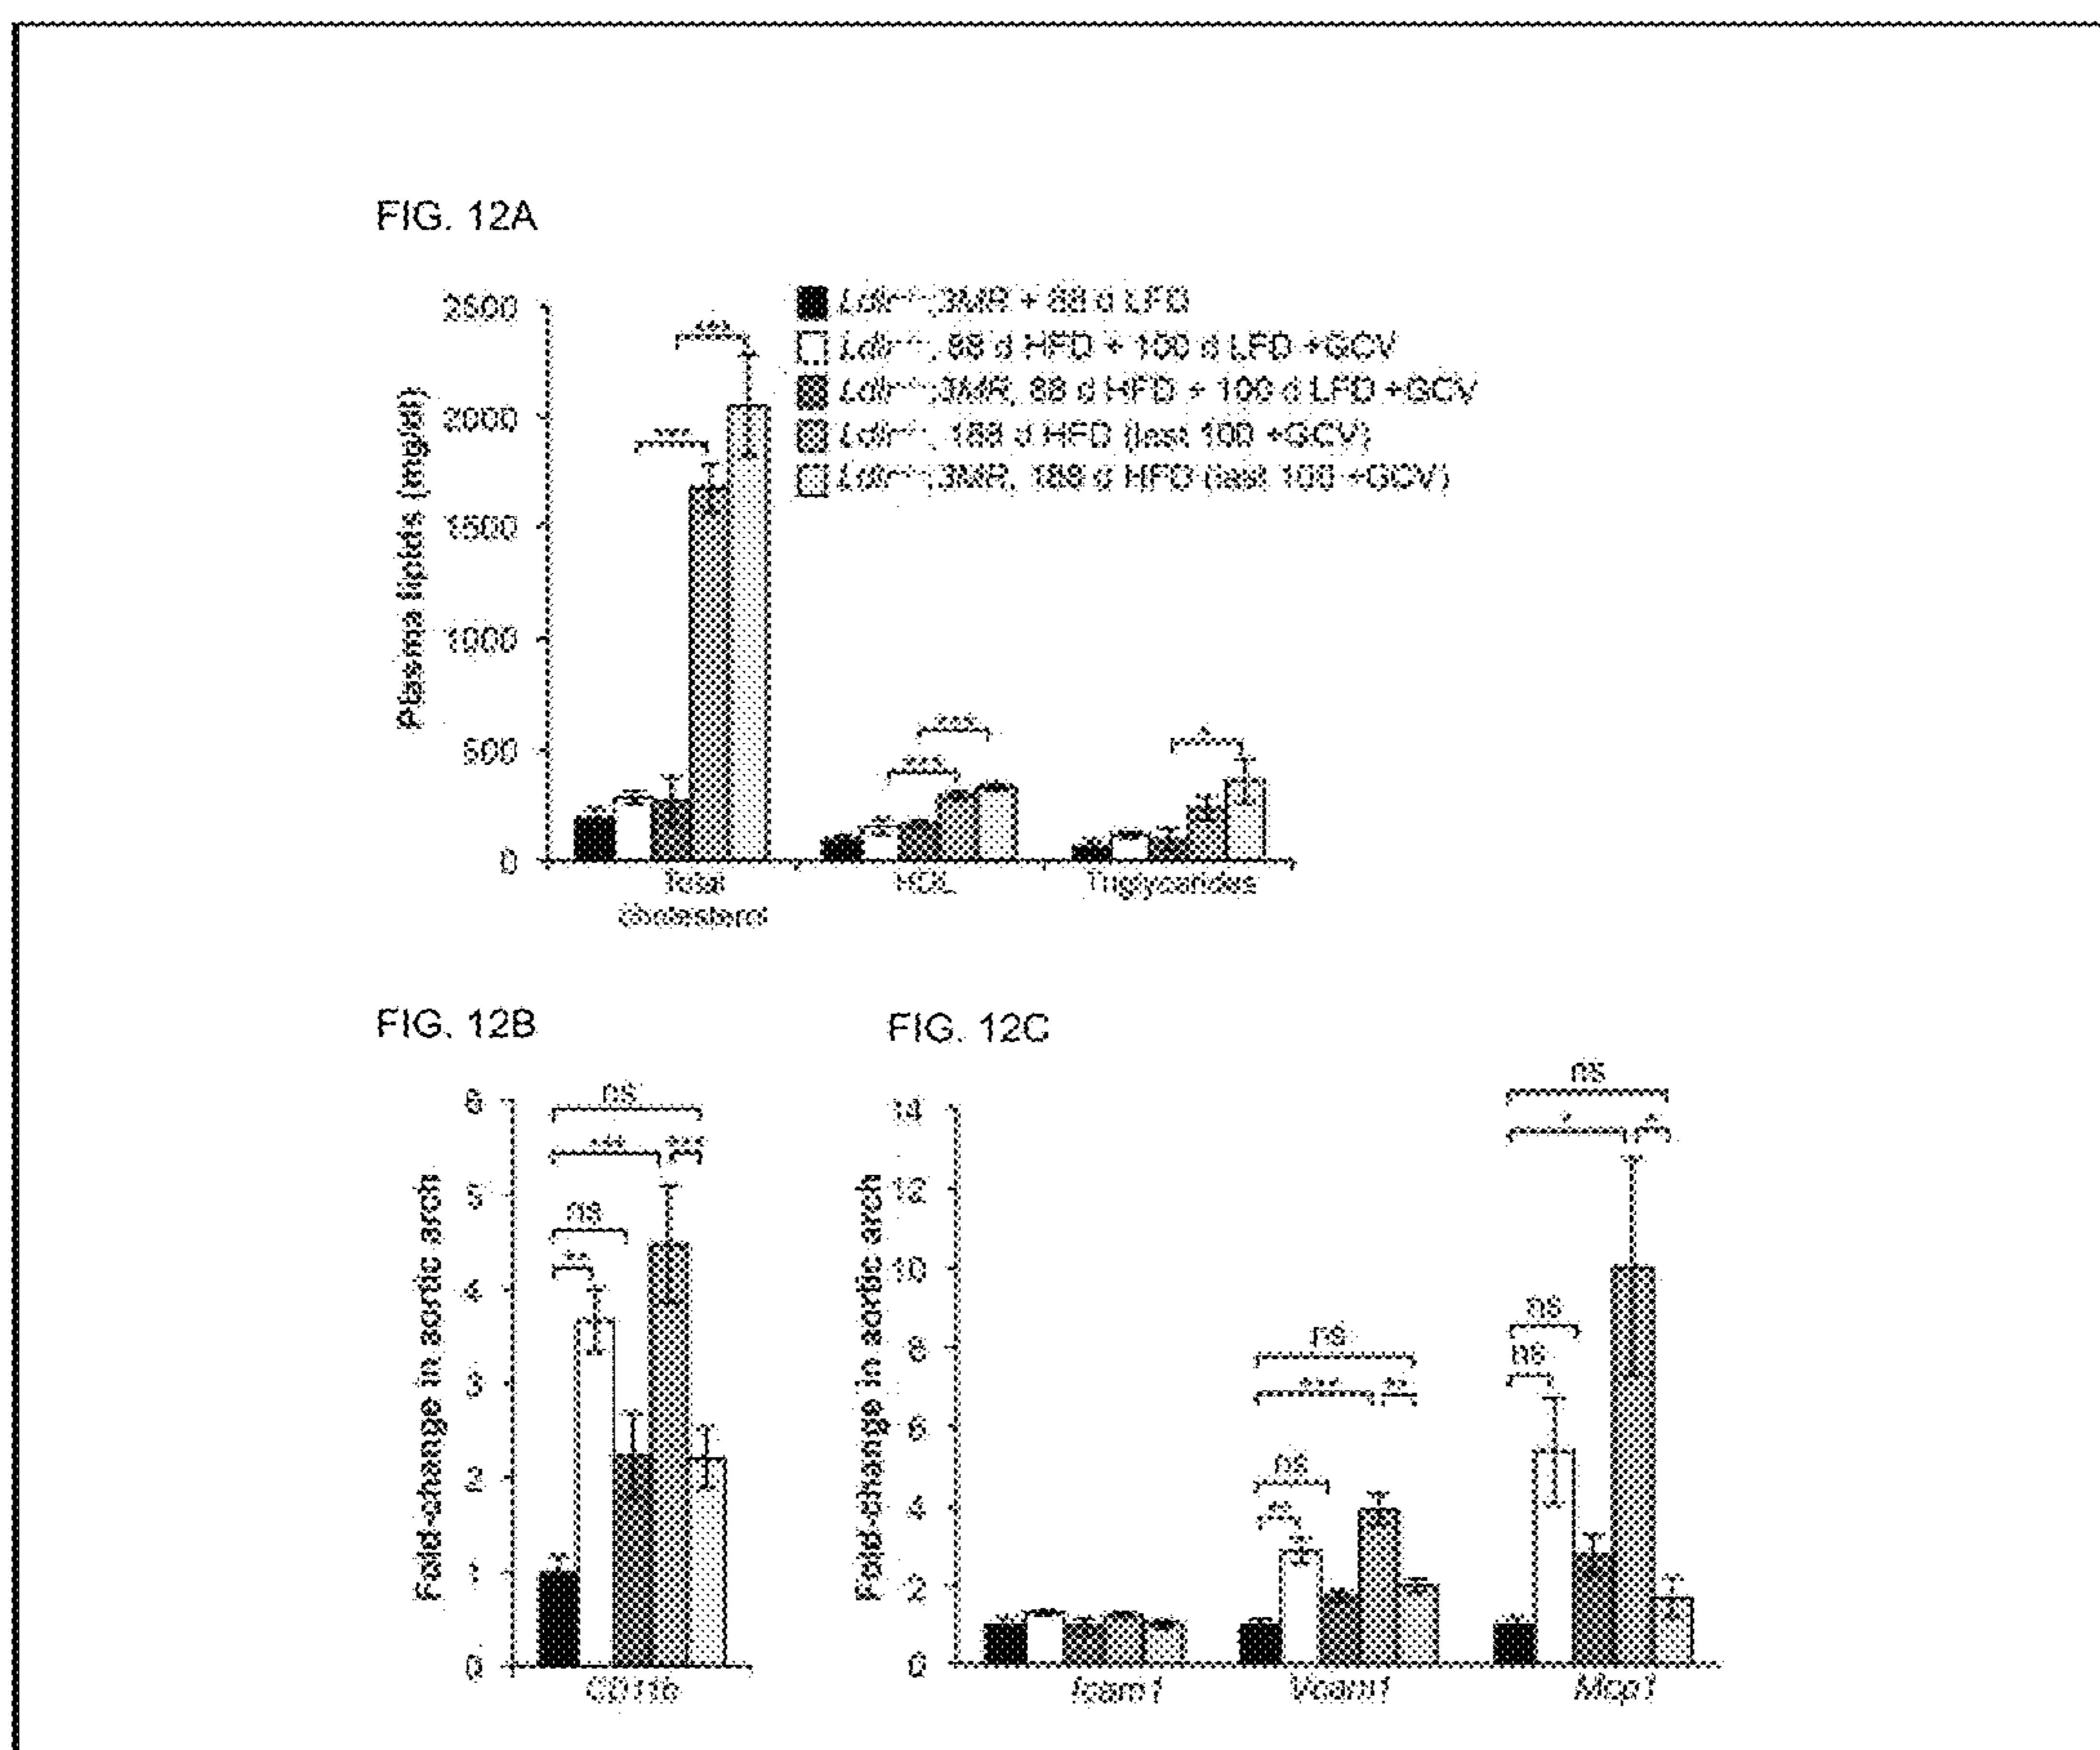 FIG. 12A
Plasma lipids (mg/dl)
2500
2000
1500
1000
500
0
Ldlr-/-;3MR + 88 d LFD
Ldlr-/-, 88 d HFD + 100 d LFD +GCV
Ldlr-/-;3MR, 88 d HFD + 100 d LFD +GCV
Ldlr-/-, 188 d HFD (last 100 +GCV)
Ldlr-/-;3MR, 188 d HFD (last 100 +GCV)
***
***
***
***
*
Total cholesterol
HDL
Triglycerides
FIG. 12B
Fold-change in aortic arch
6
5
4
3
2
1
0
ns
***
***
ns
**
CD11b
FIG. 12C
Fold-change in aortic arch
14
12
10
8
6
4
2
0
ns
***
**
ns
ns
*
*
ns
ns
Icam1
Vcam1
Mcp1